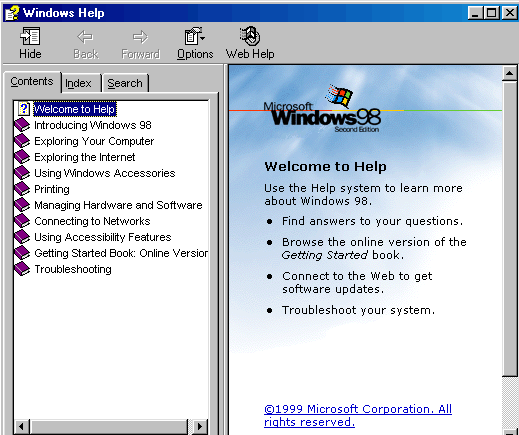 Windows Help
Hide Back Forward Options Web Help
Contents Index Search
Welcome to Help
Introducing Windows 98
Exploring Your Computer
Exploring the Internet
Using Windows Accessories
Printing
Managing Hardware and Software
Connecting to Networks
Using Accessibility Features
Getting Started Book: Online Version
Troubleshooting
Microsoft
Windows98
Second Edition
Welcome to Help
Use the Help system to learn more
about Windows 98.
Find answers to your questions.
Browse the online version of the
Getting Started book.
Connect to the Web to get
software updates.
Troubleshoot your system.
©1999 Microsoft Corporation. All
rights reserved.